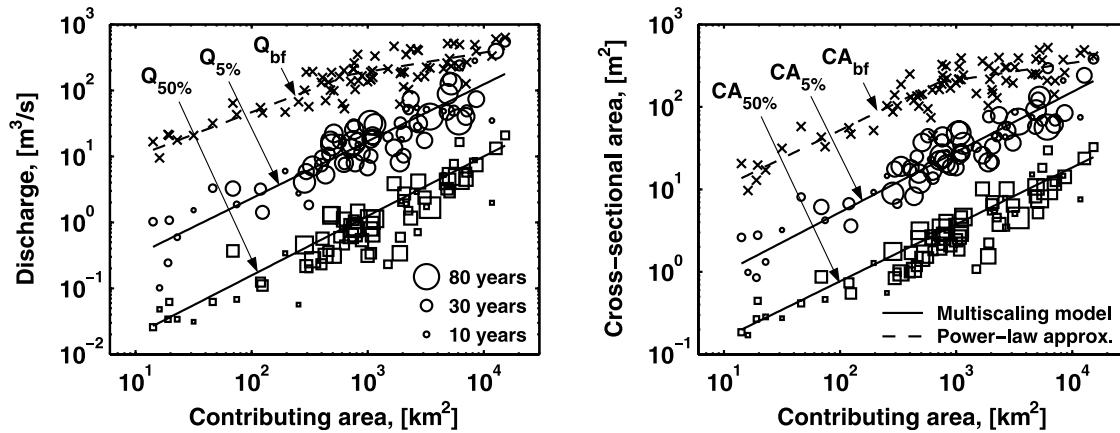 10³
10²
10¹
10⁰
10⁻¹
10⁻²
Discharge, [m³/s]
Q50%
Q5%
Qbf
80 years
30 years
10 years
10¹ 10² 10³ 10⁴
Contributing area, [km²]
10³
10²
10¹
10⁰
10⁻¹
Cross−sectional area, [m²]
CA50%
CA5%
CAbf
Multiscaling model
Power−law approx.
10¹ 10² 10³ 10⁴
Contributing area, [km²]